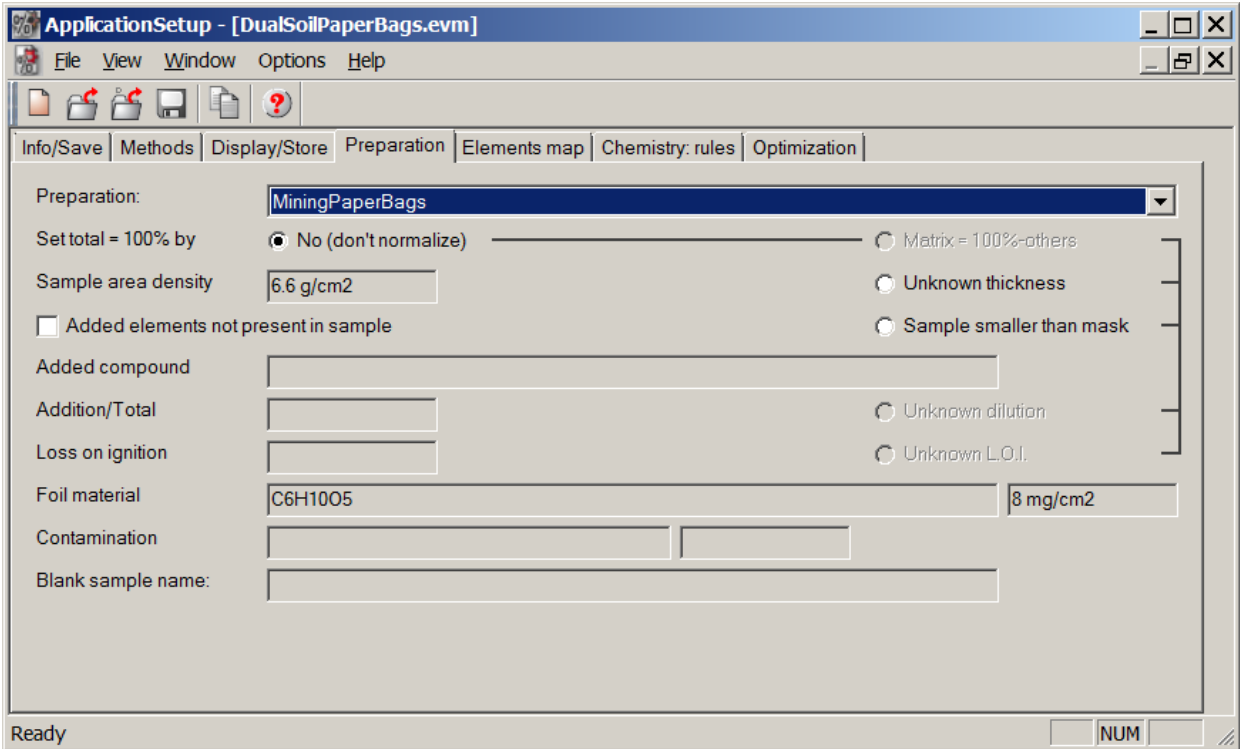 ApplicationSetup - [DualSoilPaperBags.evm]
File View Window Options Help
Info/Save Methods Display/Store Preparation Elements map Chemistry: rules Optimization
Preparation: MiningPaperBags
Set total = 100% by No (don't normalize) Matrix = 100%-others
Sample area density 6.6 g/cm2 Unknown thickness
Added elements not present in sample Sample smaller than mask
Added compound
Addition/Total Unknown dilution
Loss on ignition Unknown L.O.I.
Foil material C6H10O5 8 mg/cm2
Contamination
Blank sample name:
Ready NUM